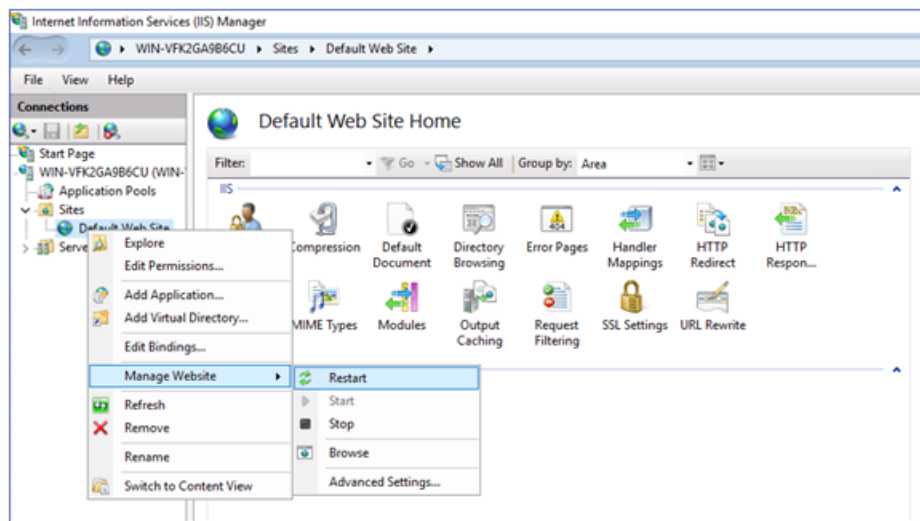 Internet Information Services (IIS) Manager
WIN-VFK2GA9B6CU Sites Default Web Site
File View Help
Connections
Start Page
WIN-VFK2GA9B6CU (WIN-
Application Pools
Sites
Default Web Site
Serve
Default Web Site Home
Filter: Go Show All Group by: Area
IIS
Compression Default Document Directory Browsing Error Pages Handler Mappings HTTP Redirect HTTP Respon...
MIME Types Modules Output Caching Request Filtering SSL Settings URL Rewrite
Explore
Edit Permissions...
Add Application...
Add Virtual Directory...
Edit Bindings...
Manage Website
Refresh
Remove
Rename
Switch to Content View
Restart
Start
Stop
Browse
Advanced Settings...